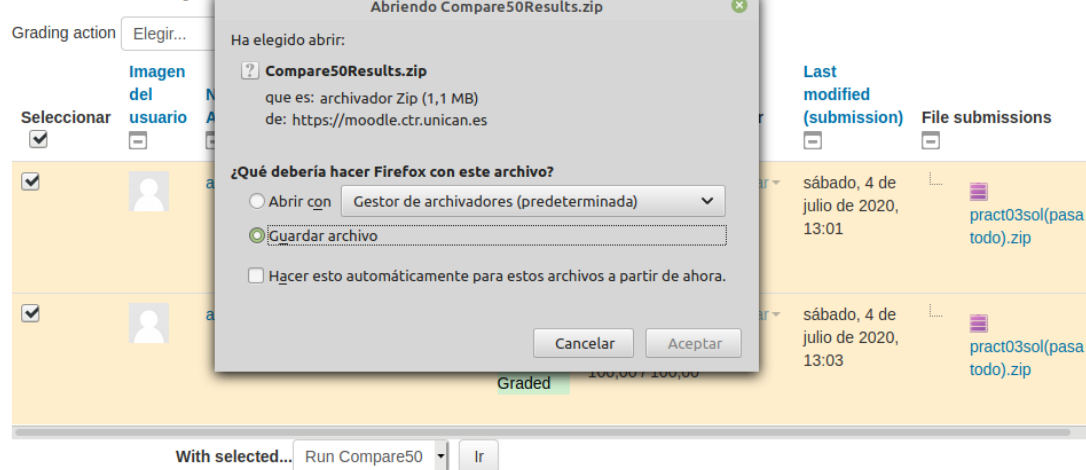 Abriendo Compare50Results.zip
Grading action Elegir...
Ha elegido abrir:
Compare50Results.zip
que es: archivador Zip (1,1 MB)
de: https://moodle.ctr.unican.es
¿Qué debería hacer Firefox con este archivo?
Abrir con Gestor de archivadores (predeterminada)
Guardar archivo
Hacer esto automáticamente para estos archivos a partir de ahora.
Cancelar Aceptar
Seleccionar
Imagen
del
usuario
Last
modified
(submission)
File submissions
sábado, 4 de
julio de 2020,
13:01
pract03sol(pasa
todo).zip
sábado, 4 de
julio de 2020,
13:03
pract03sol(pasa
todo).zip
Graded
100,00 / 100,00
With selected... Run Compare50 Ir